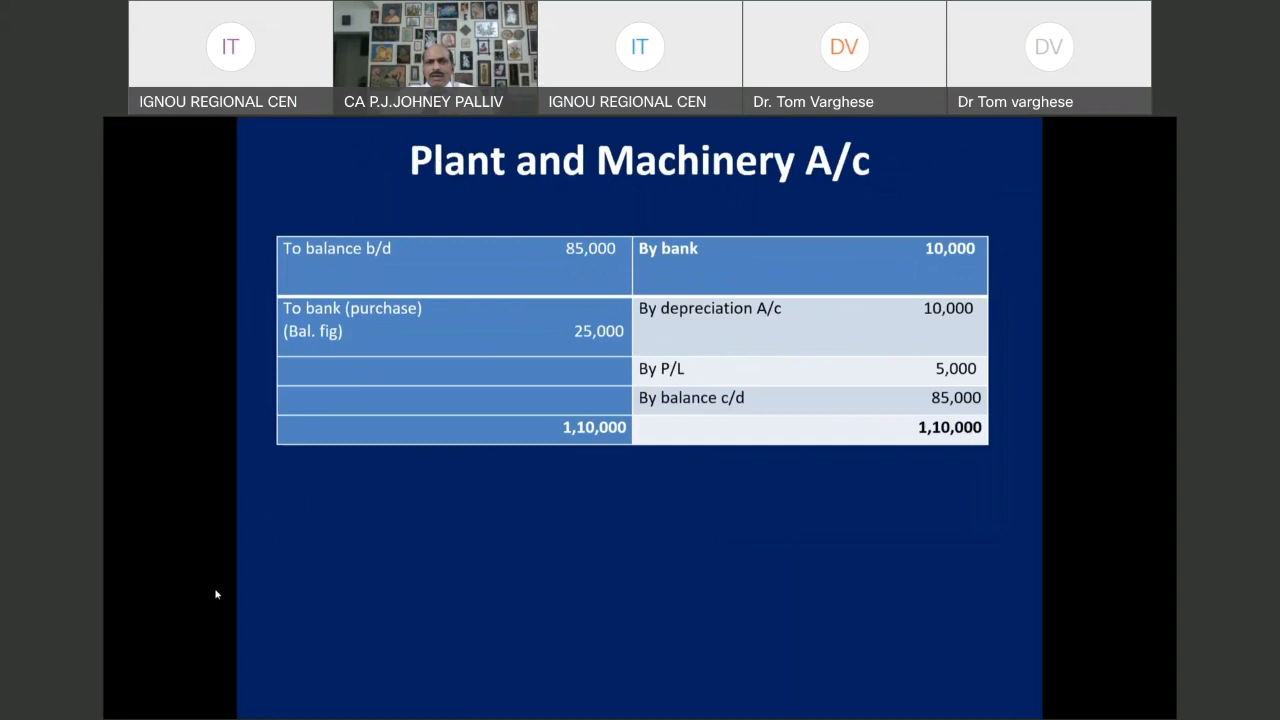 IT
IT
DV
DV
IGNOU REGIONAL CEN
CA P.J.JOHNEY PALLIV
IGNOU REGIONAL CEN
Dr. Tom Varghese
Dr Tom varghese
Plant and Machinery A/c
To balance b/d 85,000 By bank 10,000
To bank (purchase) By depreciation A/c 10,000
(Bal. fig) 25,000
By P/L 5,000
By balance c/d 85,000
1,10,000 1,10,000